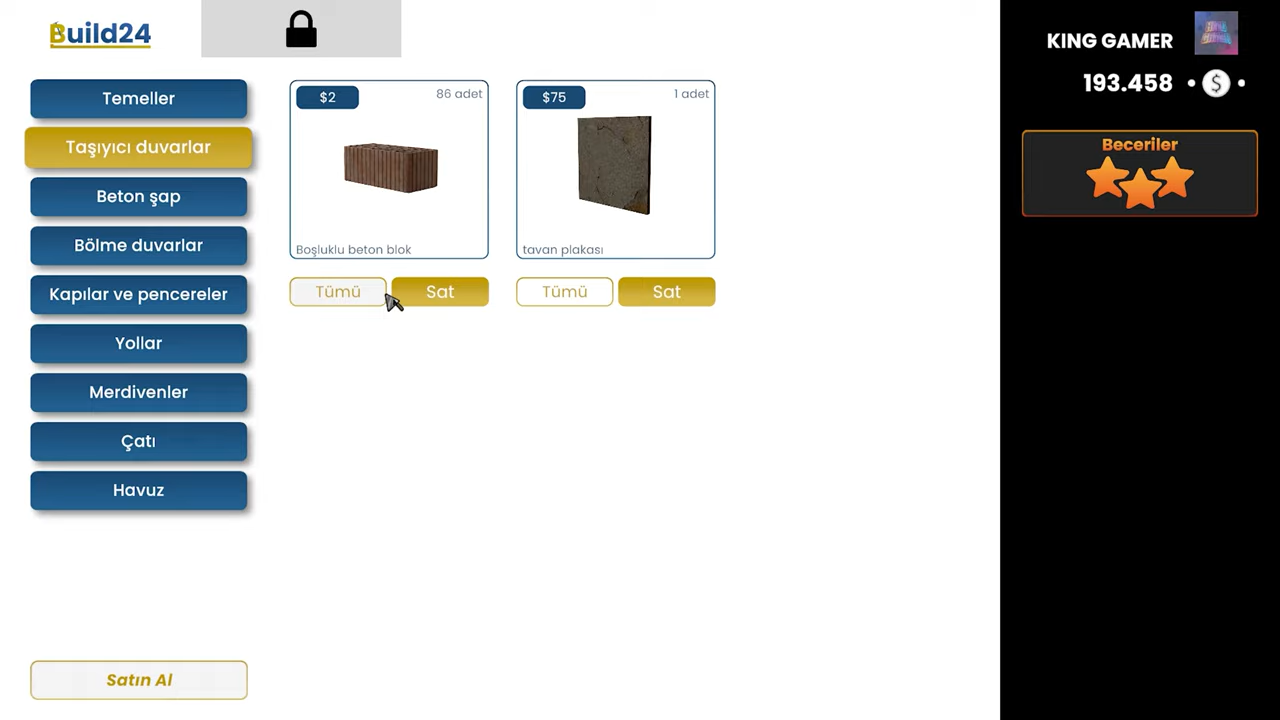 Build24
KING GAMER
193.458
$
Beceriler
Temeller
Taşıyıcı duvarlar
Beton şap
Bölme duvarlar
Kapılar ve pencereler
Yollar
Merdivenler
Çatı
Havuz
Satın Al
$2
86 adet
Boşluklu beton blok
Tümü
Sat
$75
1 adet
tavan plakası
Tümü
Sat